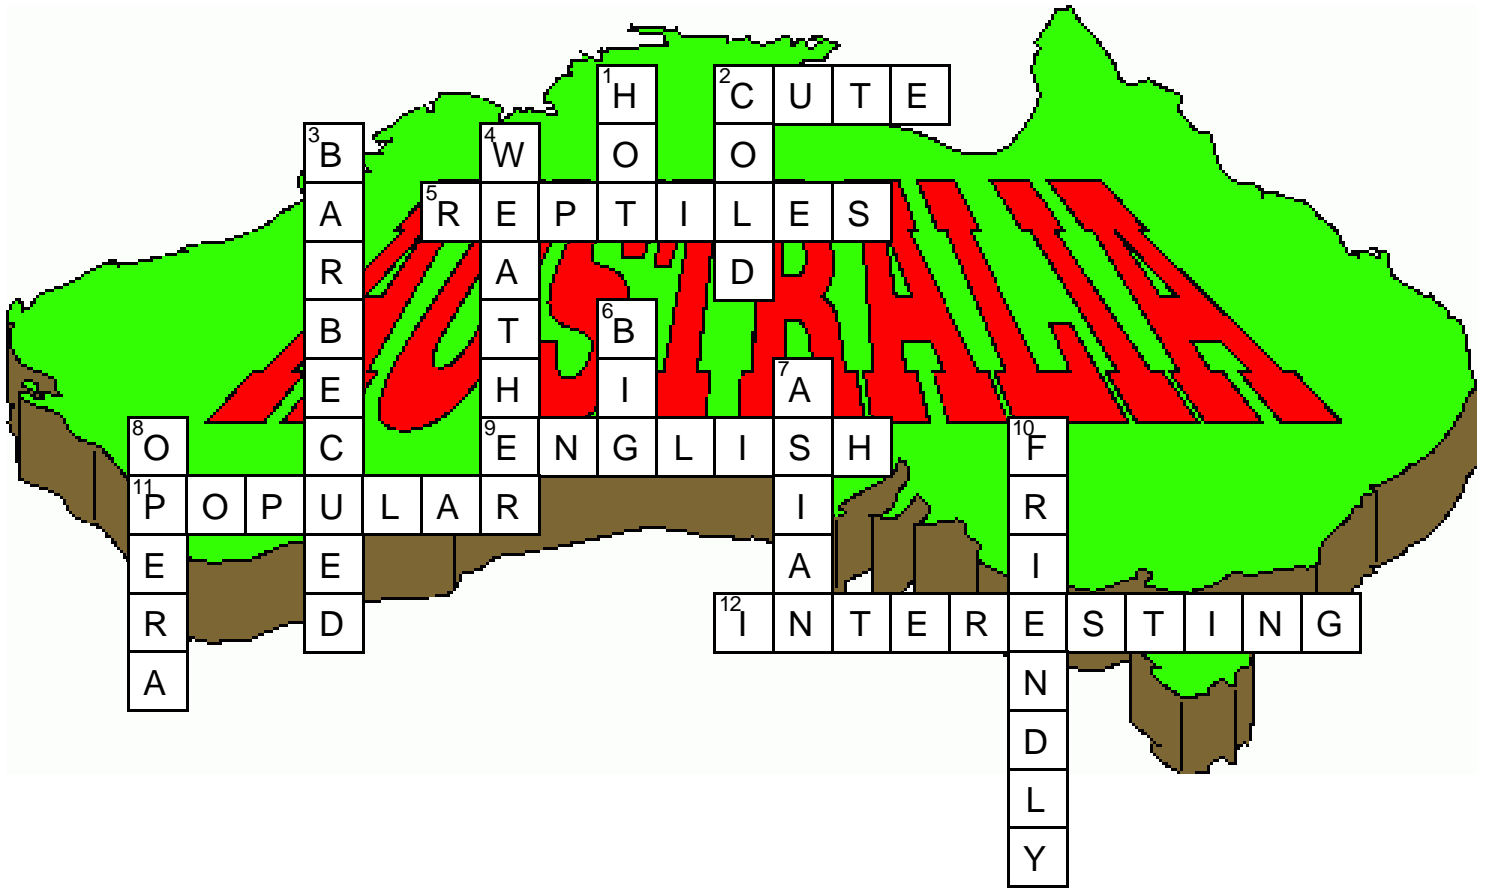 1 HOT
2 CUTE
2 COLD
3 BARBECUED
4 WEATHER
5 REPTILES
6 BIG
7 ASIAN
8 OPERA
9 ENGLISH
10 FRIENDLY
11 POPULAR
12 INTERESTING
AUSTRALIA